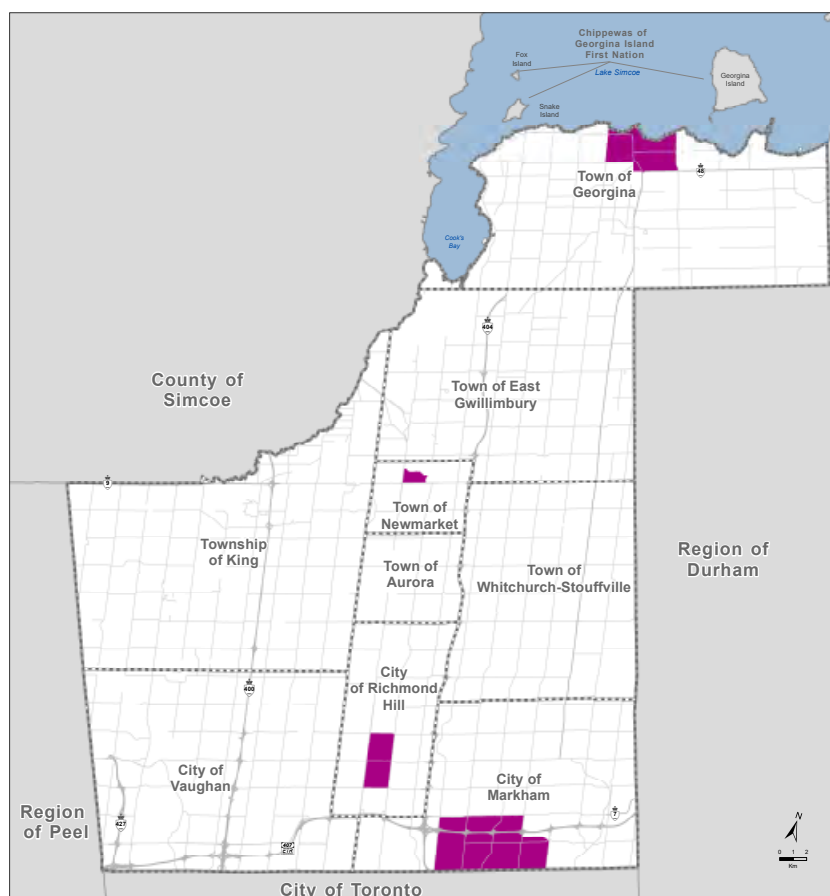 Chippewas of
Georgina Island
First Nation
Fox
Island
Lake Simcoe
Georgina
Island
Snake
Island
Town of
Georgina
48
Cook's
Bay
404
County of
Simcoe
Town of East
Gwillimbury
9
Town of
Newmarket
Township
of King
Town of
Aurora
Town of
Whitchurch-Stouffville
Region of
Durham
City
of Richmond
Hill
400
City of
Vaughan
City of
Markham
Region
of Peel
427
7
407
ETR
N
0 1 2
Km
City of Toronto